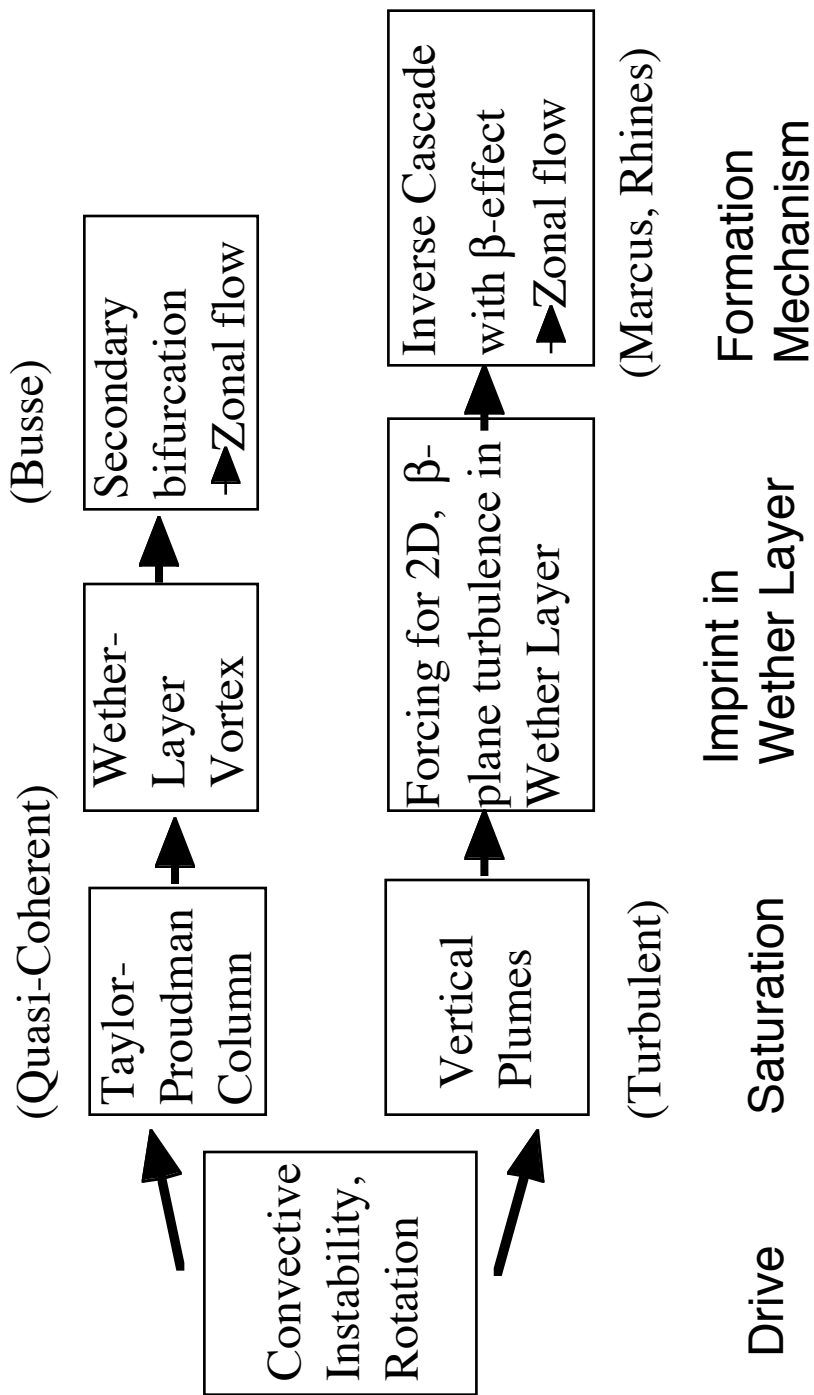 (Quasi-Coherent)
(Busse)
Convective
Instability,
Rotation
Taylor-
Proudman
Column
Wether-
Layer
Vortex
Secondary
bifurcation
Zonal flow
Vertical
Plumes
Forcing for 2D, β-
plane turbulence in
Wether Layer
Inverse Cascade
with β-effect
Zonal flow
(Turbulent)
(Marcus, Rhines)
Drive
Saturation
Imprint in
Wether Layer
Formation
Mechanism